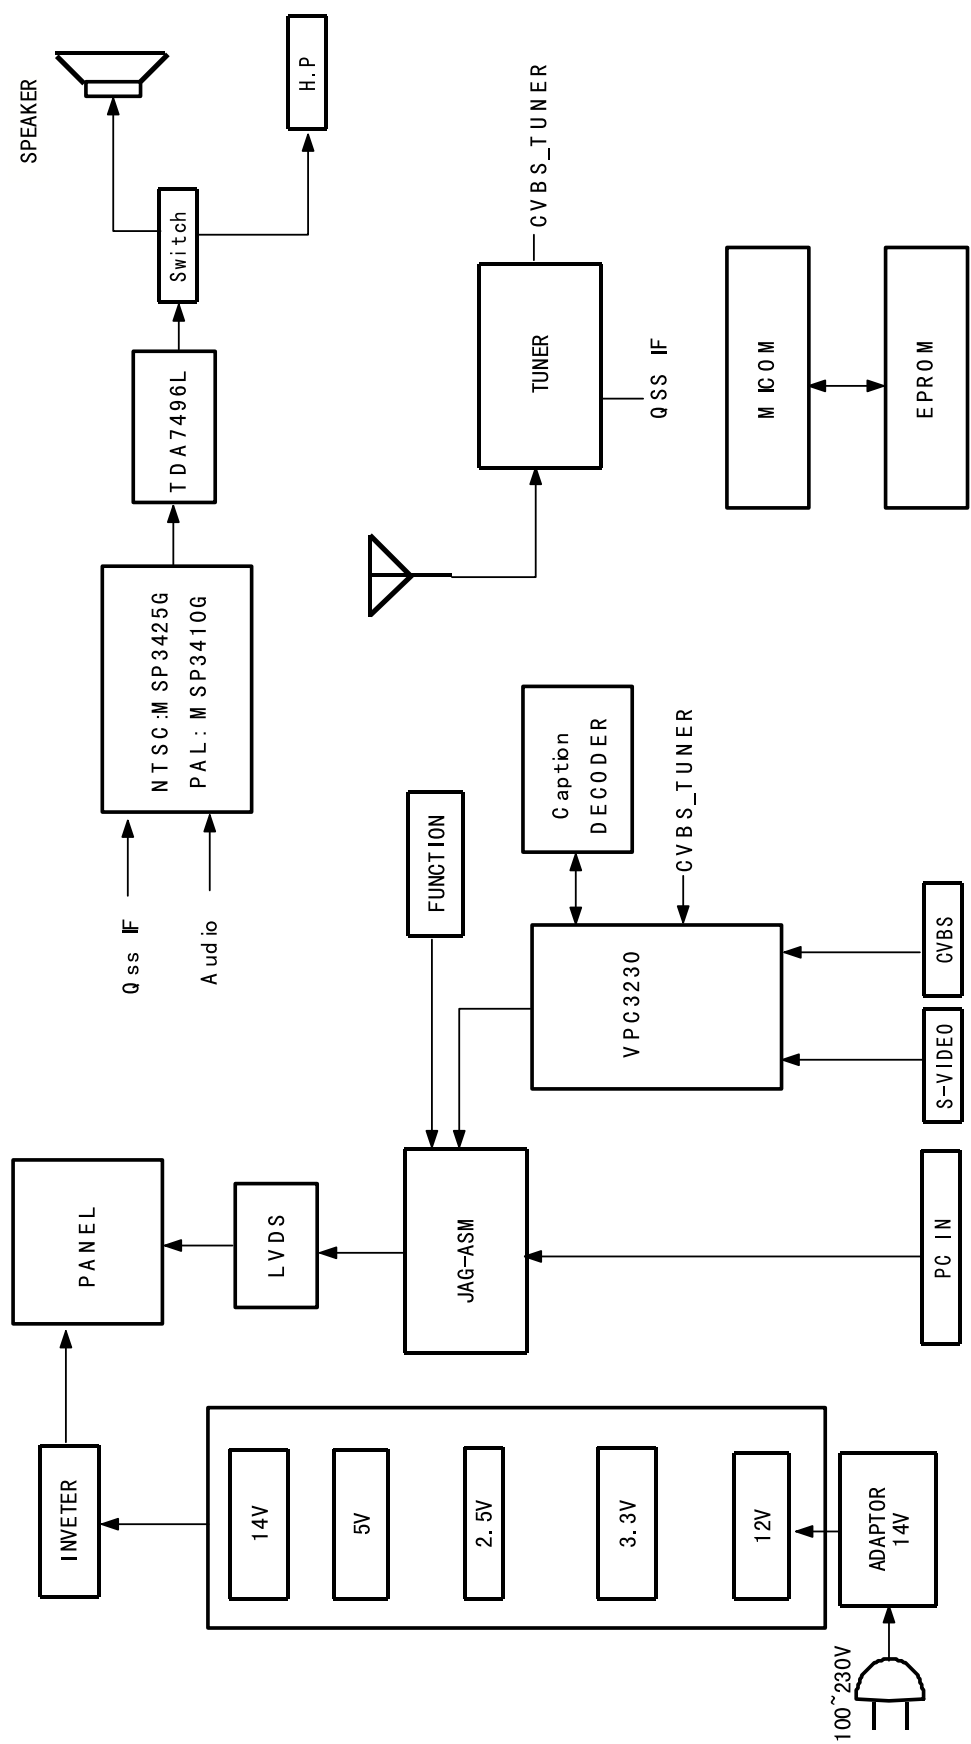 SPEAKER
H.P
Switch
TDA7496L
NTSC:MSP3425G
PAL:MSP3410G
Qss IF
Audio
CVBS_TUNER
TUNER
QSS IF
MICOM
EPROM
Caption
DECODER
CVBS_TUNER
FUNCTION
VPC3230
CVBS
S-VIDEO
PC IN
PANEL
LVDS
JAG-ASM
INVETER
14V
5V
2.5V
3.3V
12V
ADAPTOR
14V
100~230V